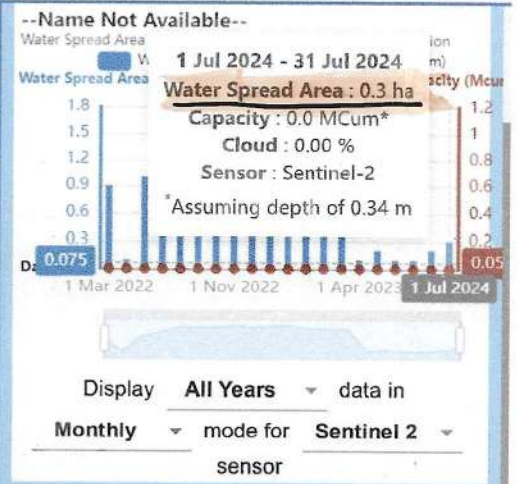 --Name Not Available--
Water Spread Area
ion
m)
Water Spread Area
acity (Mcum
1 Jul 2024 - 31 Jul 2024
Water Spread Area : 0.3 ha
Capacity : 0.0 MCum*
Cloud : 0.00 %
Sensor : Sentinel-2
*Assuming depth of 0.34 m
1.8
1.5
1.2
0.9
0.6
0.3
0.075
1.2
1
0.8
0.6
0.4
0.2
0.05
1 Mar 2022 1 Nov 2022 1 Apr 2023 1 Jul 2024
Display All Years data in
Monthly mode for Sentinel 2
sensor